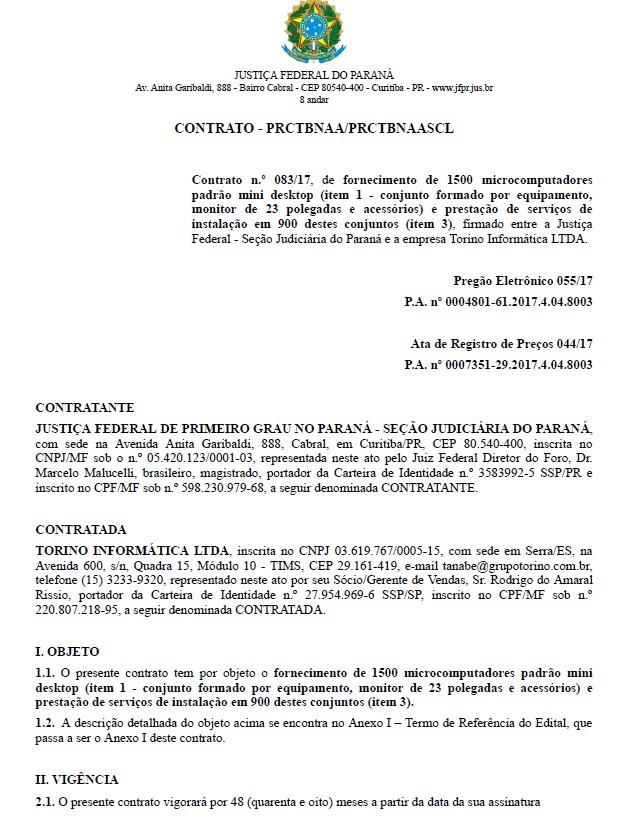 JUSTIÇA FEDERAL DO PARANÁ
Av. Anita Garibaldi, 888 - Bairro Cabral - CEP 80540-400 - Curitiba - PR - www.jfpr.jus.br
8 andar
CONTRATO - PRCTBNAA/PRCTBNAASCL
Contrato n.º 083/17, de fornecimento de 1500 microcomputadores
padrão mini desktop (item 1 - conjunto formado por equipamento,
monitor de 23 polegadas e acessórios) e prestação de serviços de
instalação em 900 destes conjuntos (item 3), firmado entre a Justiça
Federal - Seção Judiciária do Paraná e a empresa Torino Informática LTDA.
Pregão Eletrônico 055/17
P.A. nº 0004801-61.2017.4.04.8003
Ata de Registro de Preços 044/17
P.A. nº 0007351-29.2017.4.04.8003
CONTRATANTE
JUSTIÇA FEDERAL DE PRIMEIRO GRAU NO PARANÁ - SEÇÃO JUDICIÁRIA DO PARANÁ,
com sede na Avenida Anita Garibaldi, 888, Cabral, em Curitiba/PR, CEP 80.540-400, inscrita no
CNPJ/MF sob o n.º 05.420.123/0001-03, representada neste ato pelo Juiz Federal Diretor do Foro, Dr.
Marcelo Malucelli, brasileiro, magistrado, portador da Carteira de Identidade n.º 3583992-5 SSP/PR e
inscrito no CPF/MF sob n.º 598.230.979-68, a seguir denominada CONTRATANTE.
CONTRATADA
TORINO INFORMÁTICA LTDA, inscrita no CNPJ 03.619.767/0005-15, com sede em Serra/ES, na
Avenida 600, s/n, Quadra 15, Módulo 10 - TIMS, CEP 29.161-419, e-mail tanabe@grupotorino.com.br,
telefone (15) 3233-9320, representado neste ato por seu Sócio/Gerente de Vendas, Sr. Rodrigo do Amaral
Rissio, portador da Carteira de Identidade n.º 27.954.969-6 SSP/SP, inscrito no CPF/MF sob n.º
220.807.218-95, a seguir denominada CONTRATADA.
I. OBJETO
1.1. O presente contrato tem por objeto o fornecimento de 1500 microcomputadores padrão mini
desktop (item 1 - conjunto formado por equipamento, monitor de 23 polegadas e acessórios) e
prestação de serviços de instalação em 900 destes conjuntos (item 3).
1.2. A descrição detalhada do objeto acima se encontra no Anexo I – Termo de Referência do Edital, que
passa a ser o Anexo I deste contrato.
II. VIGÊNCIA
2.1. O presente contrato vigorará por 48 (quarenta e oito) meses a partir da data da sua assinatura